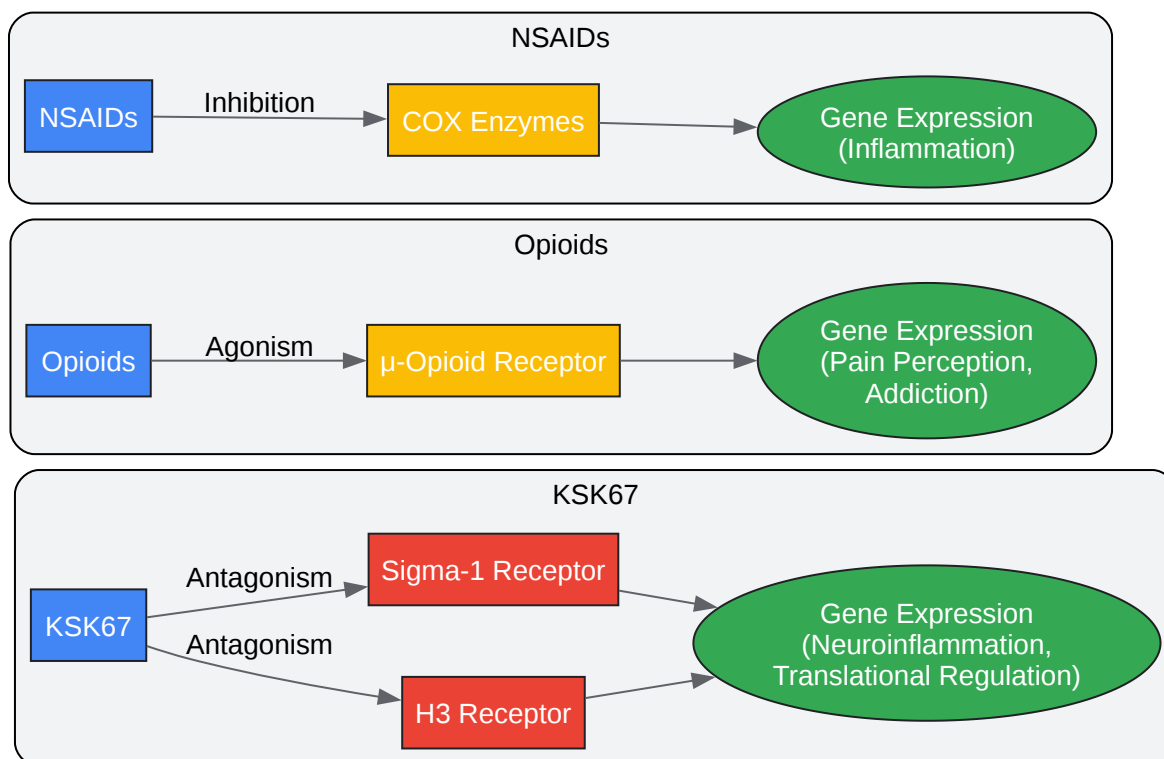 NSAIDs
NSAIDs
Inhibition
COX Enzymes
Gene Expression
(Inflammation)
Opioids
Opioids
Agonism
μ-Opioid Receptor
Gene Expression
(Pain Perception,
Addiction)
KSK67
KSK67
Antagonism
Antagonism
Sigma-1 Receptor
H3 Receptor
Gene Expression
(Neuroinflammation,
Translational Regulation)